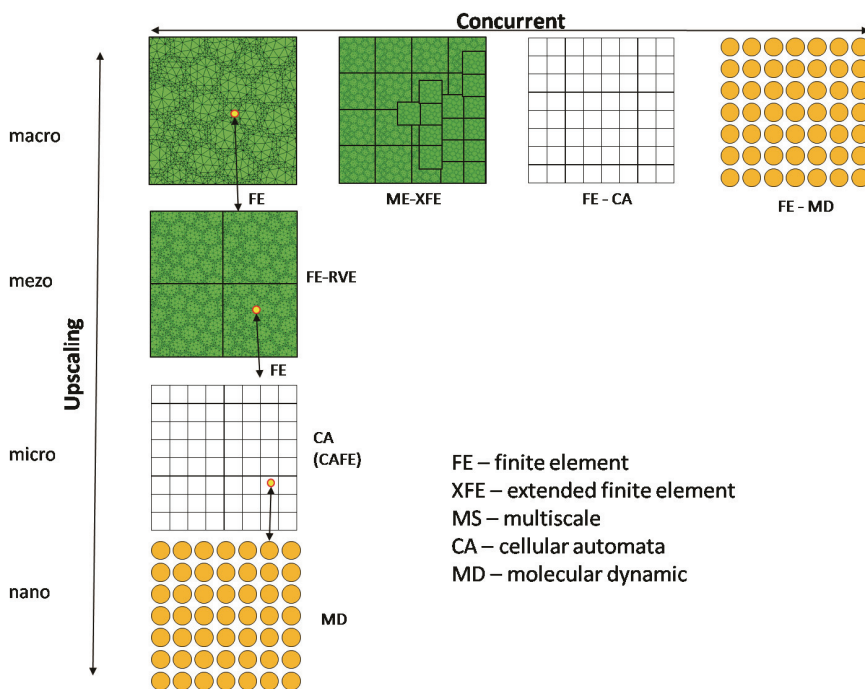 Concurrent
macro
FE
ME-XFE
FE - CA
FE - MD
mezo
FE-RVE
Upscaling
FE
micro
CA
(CAFE)
FE – finite element
XFE – extended finite element
MS – multiscale
CA – cellular automata
MD – molecular dynamic
nano
MD